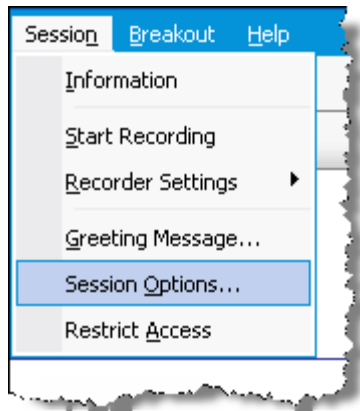 Session Breakout Help
Information
Start Recording
Recorder Settings
Greeting Message...
Session Options...
Restrict Access